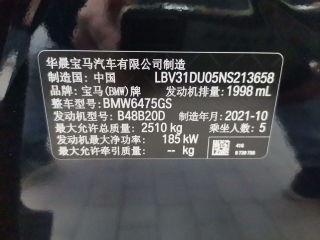 华晨宝马汽车有限公司制造
制造国：中国 LBV31DU05NS213658
品牌：宝马(BMW)牌 发动机排量：1998 mL
整车型号：BMW6475GS
发动机型号：B48B20D 制造年月：2021-10
最大允许总质量：2510 kg 乘坐人数：5
发动机最大净功率：185 kW
最大允许牵引质量：-- kg